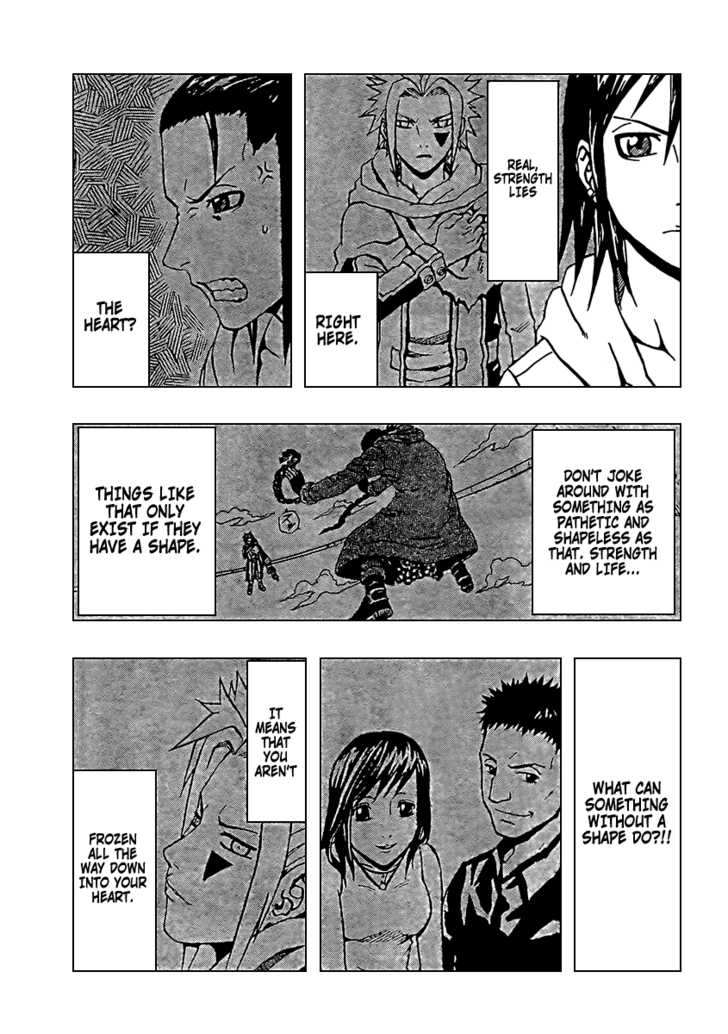 REAL,
STRENGTH
LIES
RIGHT
HERE.
THE
HEART?
DON'T JOKE
AROUND WITH
SOMETHING AS
PATHETIC AND
SHAPELESS AS
THAT. STRENGTH
AND LIFE...
THINGS LIKE
THAT ONLY
EXIST IF THEY
HAVE A SHAPE.
WHAT CAN
SOMETHING
WITHOUT A
SHAPE DO?!!
IT
MEANS
THAT
YOU
AREN'T
FROZEN
ALL THE
WAY DOWN
INTO YOUR
HEART.